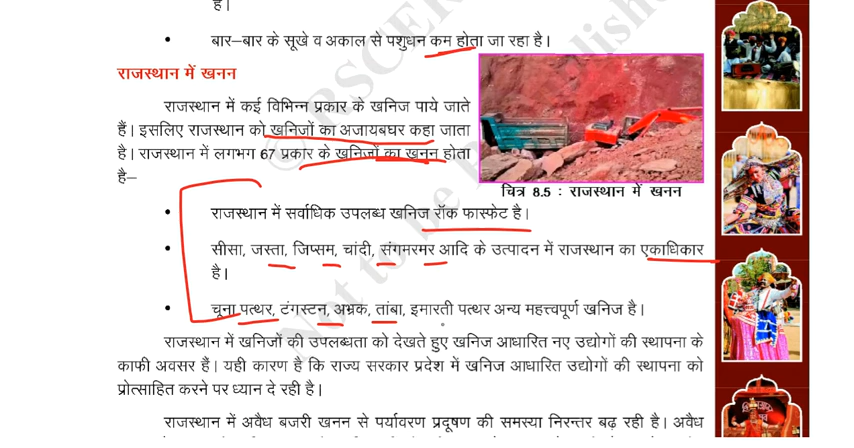 है।
• बार–बार के सूखे व अकाल से पशुधन कम होता जा रहा है।
राजस्थान में खनन
राजस्थान में कई विभिन्न प्रकार के खनिज पाये जाते
हैं। इसलिए राजस्थान को खनिजों का अजायबघर कहा जाता
है। राजस्थान में लगभग 67 प्रकार के खनिजों का खनन होता
है–
चित्र 8.5 : राजस्थान में खनन
• राजस्थान में सर्वाधिक उपलब्ध खनिज रॉक फास्फेट है।
• सीसा, जस्ता, जिप्सम, चांदी, संगमरमर आदि के उत्पादन में राजस्थान का एकाधिकार
है।
• चूना पत्थर, टंगस्टन, अभ्रक, तांबा, इमारती पत्थर अन्य महत्त्वपूर्ण खनिज है।
राजस्थान में खनिजों की उपलब्धता को देखते हुए खनिज आधारित नए उद्योगों की स्थापना के
काफी अवसर हैं। यही कारण है कि राज्य सरकार प्रदेश में खनिज आधारित उद्योगों की स्थापना को
प्रोत्साहित करने पर ध्यान दे रही है।
राजस्थान में अवैध बजरी खनन से पर्यावरण प्रदूषण की समस्या निरन्तर बढ़ रही है। अवैध